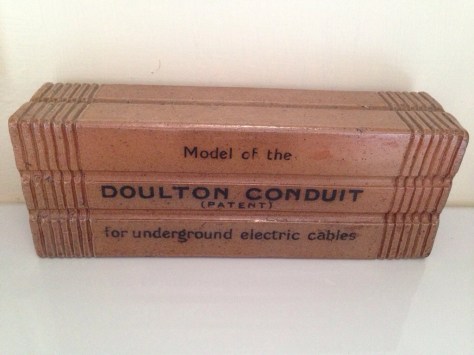 Model of the
DOULTON CONDUIT
(PATENT)
for underground electric cables